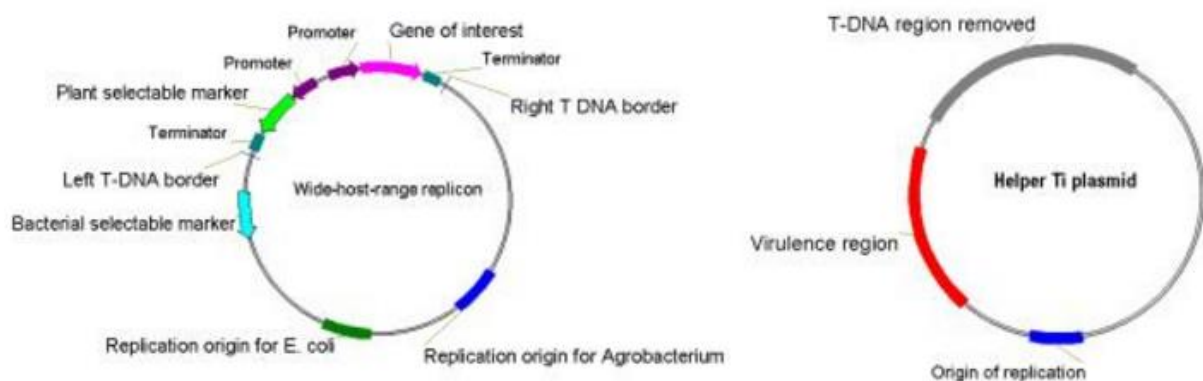 Promoter
Gene of interest
Promoter
Terminator
Plant selectable marker
Right T DNA border
Terminator
Left T-DNA border
Wide-host-range replicon
Bacterial selectable marker
Replication origin for E. coli
Replication origin for Agrobacterium
T-DNA region removed
Helper Ti plasmid
Virulence region
Origin of replication